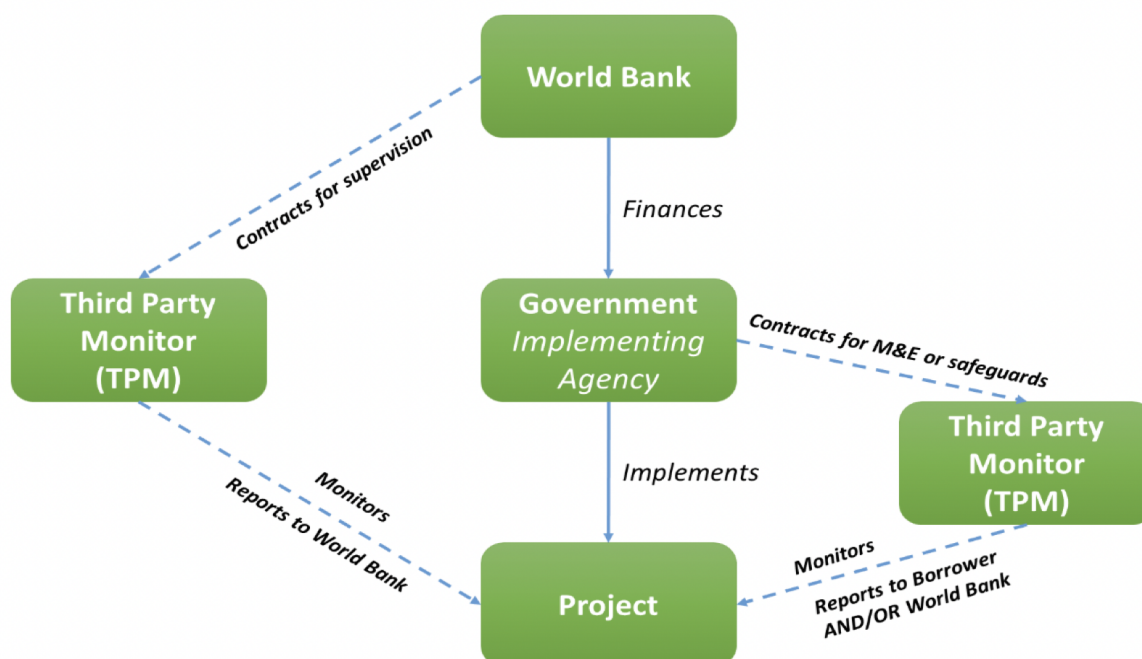 World Bank
Contracts for supervision
Finances
Third Party
Monitor
(TPM)
Government
Implementing
Agency
Contracts for M&E or safeguards
Third Party
Monitor
(TPM)
Monitors
Reports to World Bank
Implements
Monitors
Reports to Borrower
AND/OR World Bank
Project